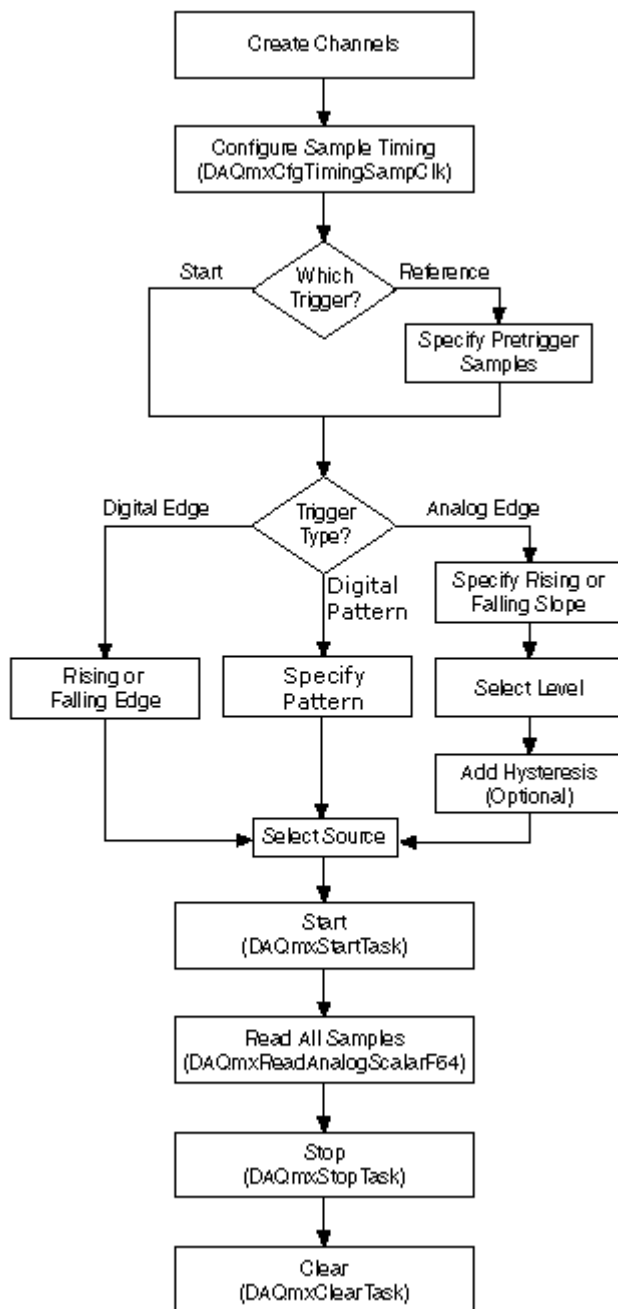 Create Channels
Configure Sample Timing
(DAQmxCfgTimingSampClk)
Start
Which
Trigger?
Reference
Specify Pretrigger
Samples
Digital Edge
Trigger
Type?
Analog Edge
Digital
Pattern
Specify Rising or
Falling Slope
Rising or
Falling Edge
Specify
Pattern
Select Level
Add Hysteresis
(Optional)
Select Source
Start
(DAQmxStartTask)
Read All Samples
(DAQmxReadAnalogScalarF64)
Stop
(DAQmxStopTask)
Clear
(DAQmxClearTask)